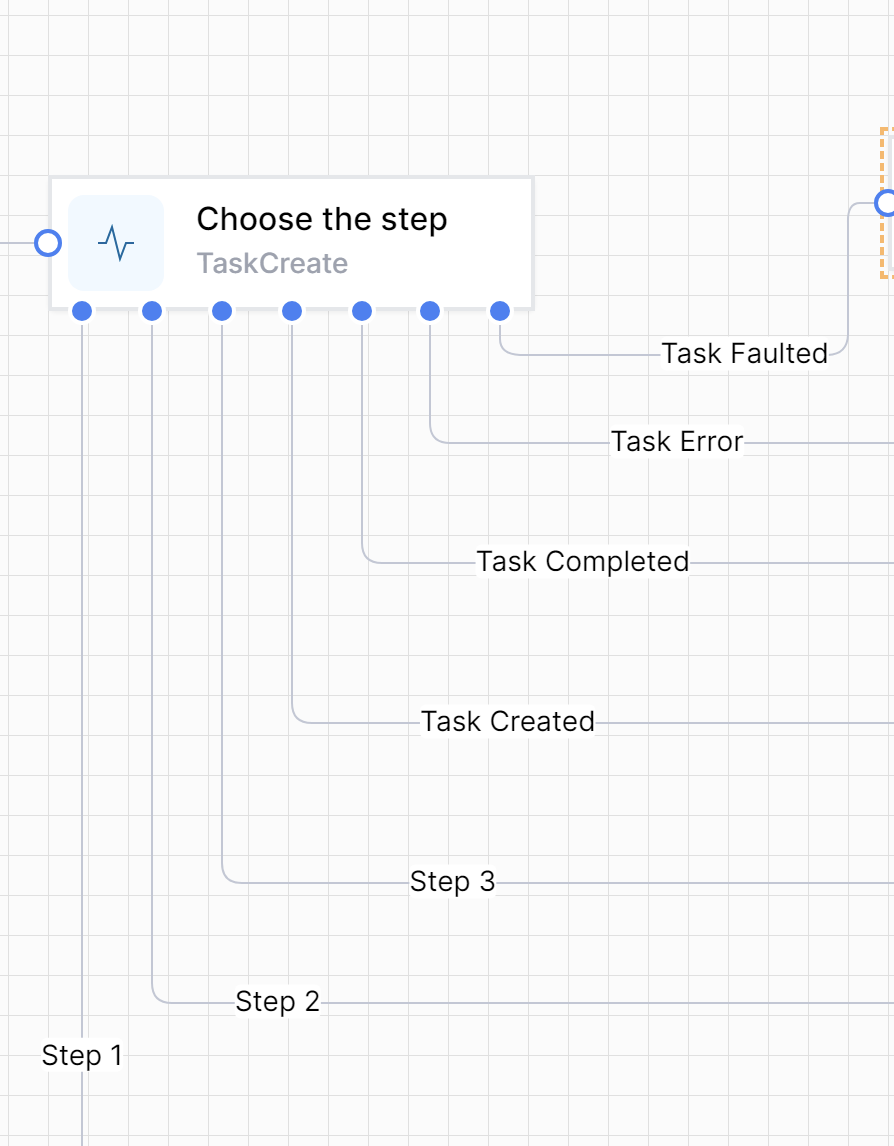 Choose the step
TaskCreate
Task Faulted
Task Error
Task Completed
Task Created
Step 3
Step 2
Step 1